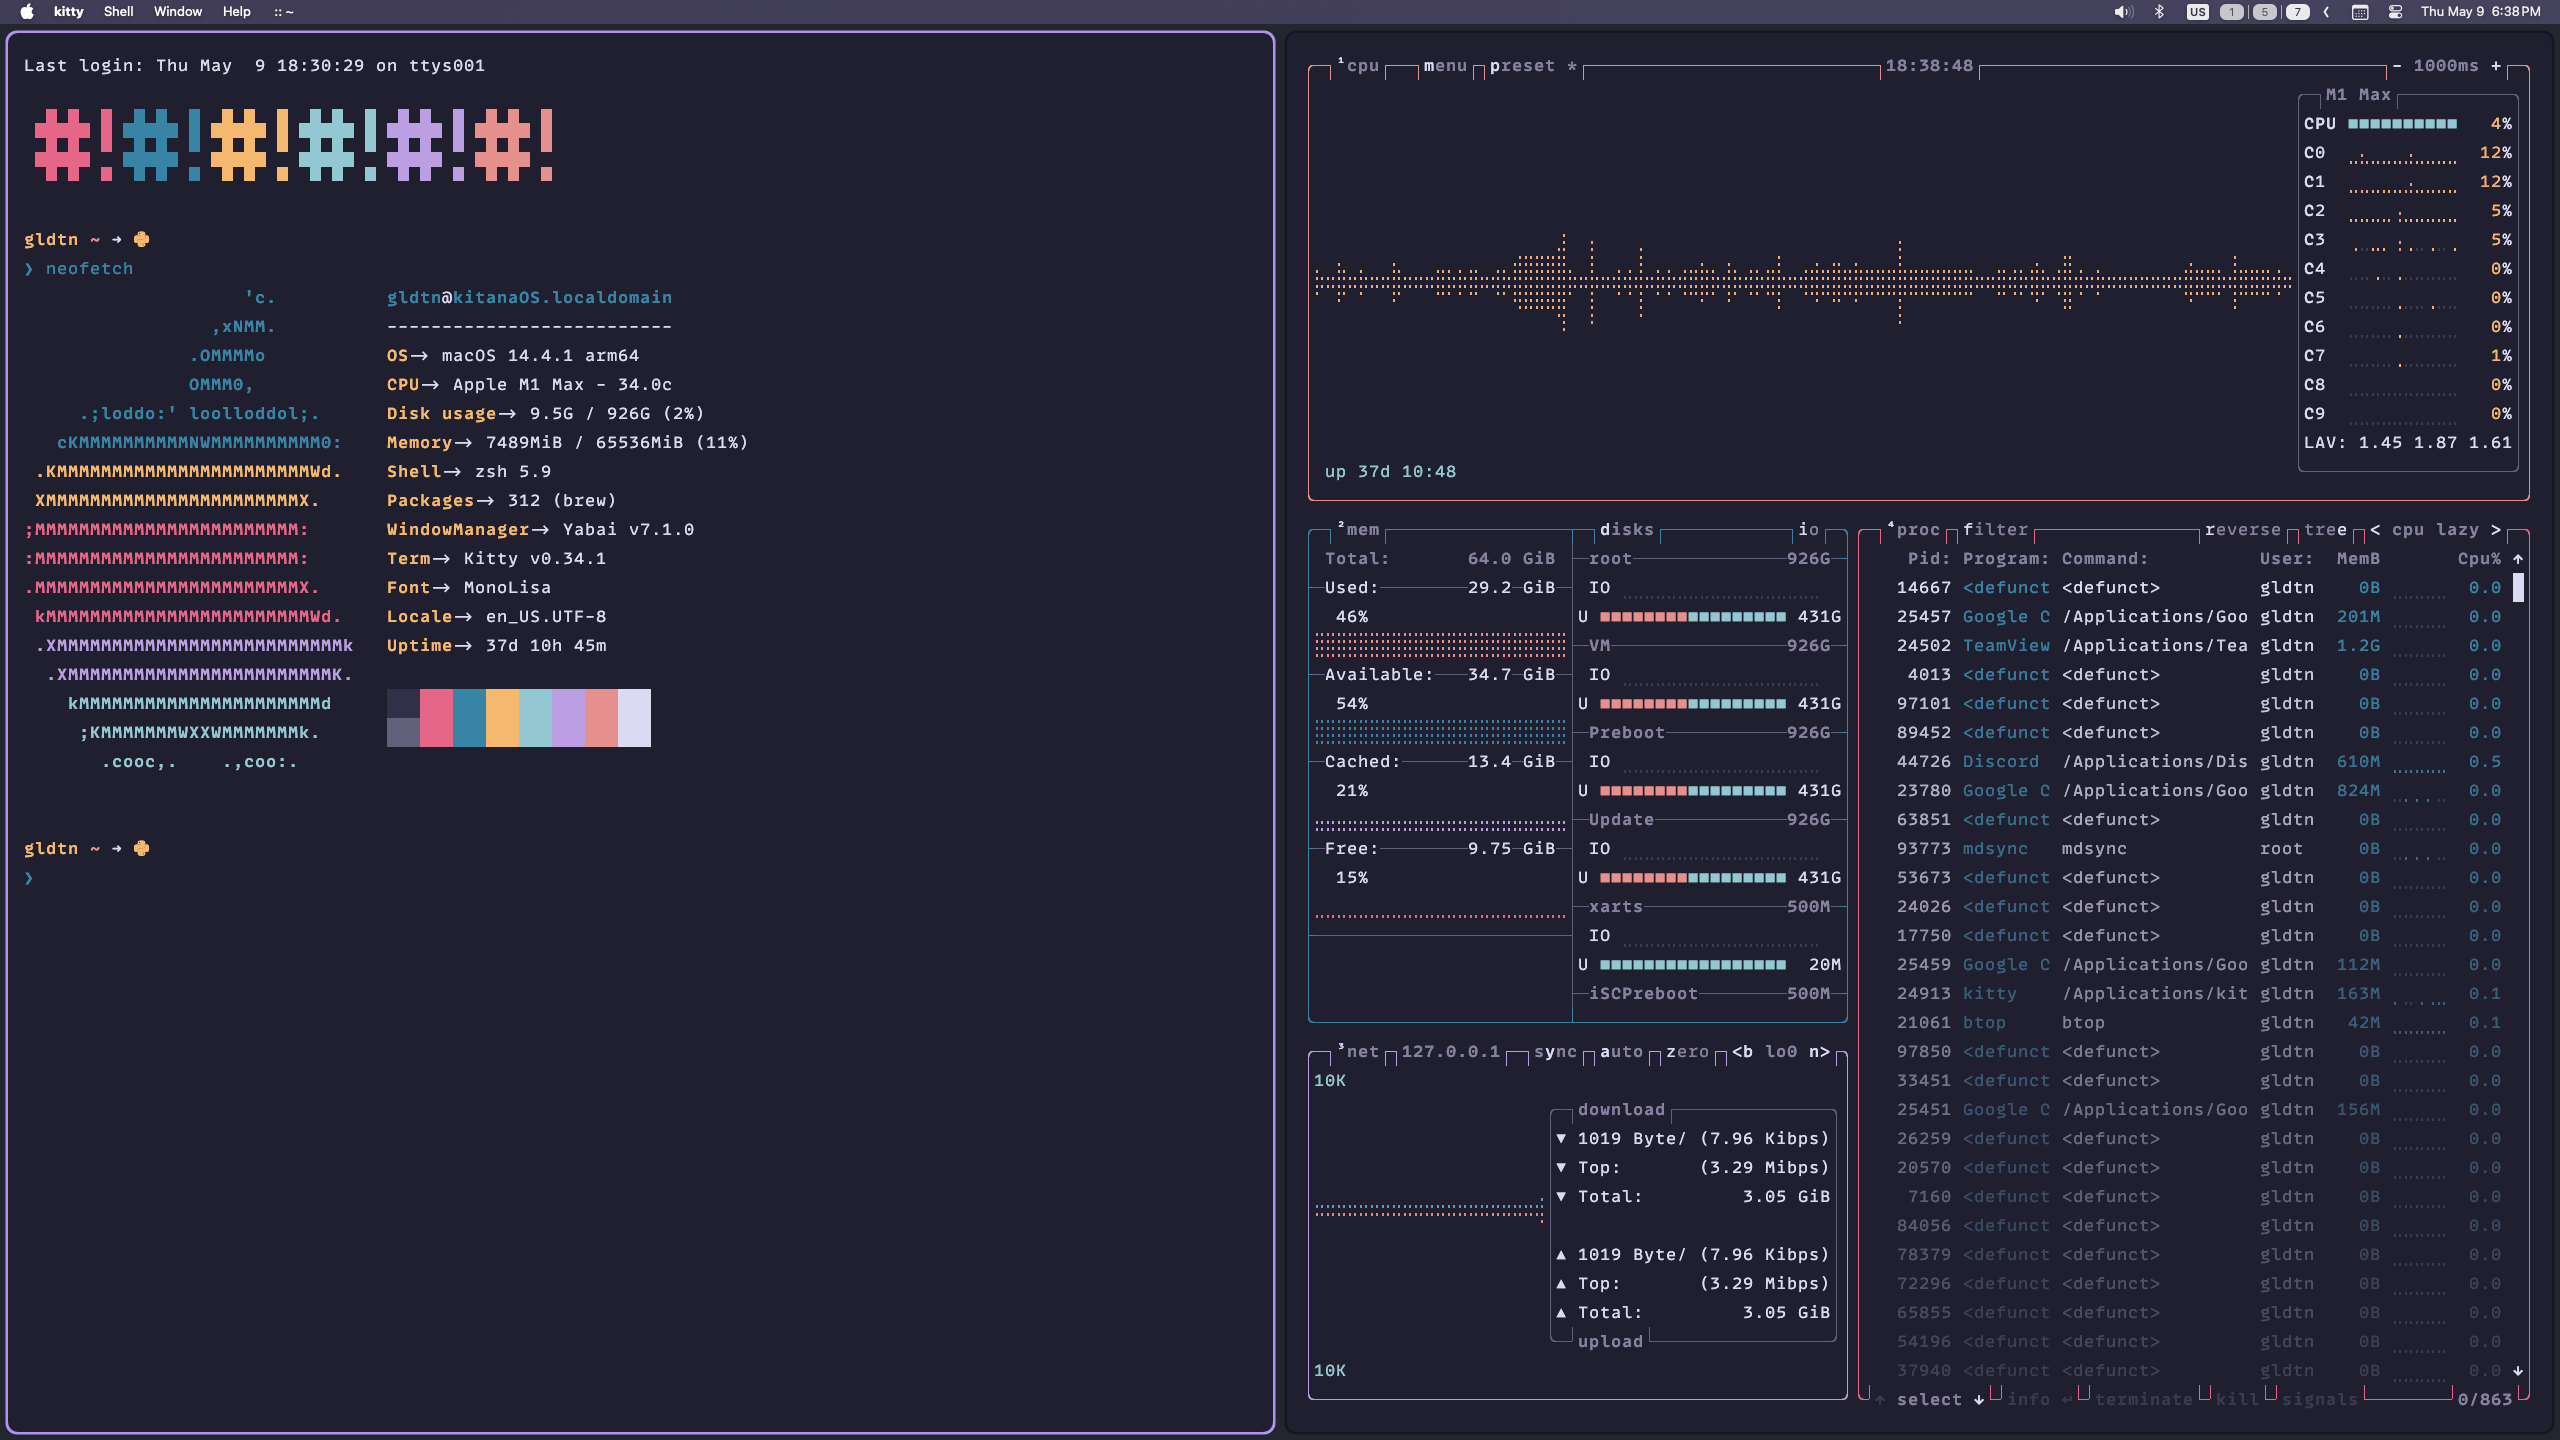 kitty Shell Window Help :: ~
US 1 5 7 Thu May 9 6:38 PM
Last login: Thu May  9 18:30:29 on ttys001
#!#!#!#!#!#!
gldtn ~ ➜
❯ neofetch
'c.
,xNMM.
.OMMMMo
OMMM0,
.;loddo:' loolloddol;.
cKMMMMMMMMMMNWMMMMMMMMMM0:
.KMMMMMMMMMMMMMMMMMMMMMMMWd.
XMMMMMMMMMMMMMMMMMMMMMMMX.
;MMMMMMMMMMMMMMMMMMMMMMMM:
:MMMMMMMMMMMMMMMMMMMMMMMM:
.MMMMMMMMMMMMMMMMMMMMMMMMX.
kMMMMMMMMMMMMMMMMMMMMMMMMWd.
.XMMMMMMMMMMMMMMMMMMMMMMMMMMk
.XMMMMMMMMMMMMMMMMMMMMMMMMK.
kMMMMMMMMMMMMMMMMMMMMMMd
;KMMMMMMMWXXWMMMMMMMk.
.cooc,.    .,coo:.
gldtn@kitanaOS.localdomain
--------------------------
OS→ macOS 14.4.1 arm64
CPU→ Apple M1 Max - 34.0c
Disk usage→ 9.5G / 926G (2%)
Memory→ 7489MiB / 65536MiB (11%)
Shell→ zsh 5.9
Packages→ 312 (brew)
WindowManager→ Yabai v7.1.0
Term→ Kitty v0.34.1
Font→ MonoLisa
Locale→ en_US.UTF-8
Uptime→ 37d 10h 45m
gldtn ~ ➜
❯
¹cpu menu preset * 18:38:48 - 1000ms +
M1 Max
CPU 4%
C0 12%
C1 12%
C2 5%
C3 5%
C4 0%
C5 0%
C6 0%
C7 1%
C8 0%
C9 0%
LAV: 1.45 1.87 1.61
up 37d 10:48
²mem
Total: 64.0 GiB
Used: 29.2 GiB
46%
Available: 34.7 GiB
54%
Cached: 13.4 GiB
21%
Free: 9.75 GiB
15%
disks io
root 926G
IO
U 431G
VM 926G
IO
U 431G
Preboot 926G
IO
U 431G
Update 926G
IO
U 431G
xarts 500M
IO
U 20M
iSCPreboot 500M
³net 127.0.0.1 sync auto zero <b lo0 n>
10K
download
▼ 1019 Byte/ (7.96 Kibps)
▼ Top: (3.29 Mibps)
▼ Total: 3.05 GiB
▲ 1019 Byte/ (7.96 Kibps)
▲ Top: (3.29 Mibps)
▲ Total: 3.05 GiB
upload
10K
⁴proc filter reverse tree < cpu lazy >
Pid: Program: Command: User: MemB Cpu% ↑
14667 <defunct <defunct> gldtn 0B 0.0
25457 Google C /Applications/Goo gldtn 201M 0.0
24502 TeamView /Applications/Tea gldtn 1.2G 0.0
4013 <defunct <defunct> gldtn 0B 0.0
97101 <defunct <defunct> gldtn 0B 0.0
89452 <defunct <defunct> gldtn 0B 0.0
44726 Discord /Applications/Dis gldtn 610M 0.5
23780 Google C /Applications/Goo gldtn 824M 0.0
63851 <defunct <defunct> gldtn 0B 0.0
93773 mdsync mdsync root 0B 0.0
53673 <defunct <defunct> gldtn 0B 0.0
24026 <defunct <defunct> gldtn 0B 0.0
17750 <defunct <defunct> gldtn 0B 0.0
25459 Google C /Applications/Goo gldtn 112M 0.0
24913 kitty /Applications/kit gldtn 163M 0.1
21061 btop btop gldtn 42M 0.1
97850 <defunct <defunct> gldtn 0B 0.0
33451 <defunct <defunct> gldtn 0B 0.0
25451 Google C /Applications/Goo gldtn 156M 0.0
26259 <defunct <defunct> gldtn 0B 0.0
20570 <defunct <defunct> gldtn 0B 0.0
7160 <defunct <defunct> gldtn 0B 0.0
84056 <defunct <defunct> gldtn 0B 0.0
78379 <defunct <defunct> gldtn 0B 0.0
72296 <defunct <defunct> gldtn 0B 0.0
65855 <defunct <defunct> gldtn 0B 0.0
54196 <defunct <defunct> gldtn 0B 0.0
37940 <defunct <defunct> gldtn 0B 0.0 ↓
↑ select ↓ info ↵ terminate kill signals 0/863